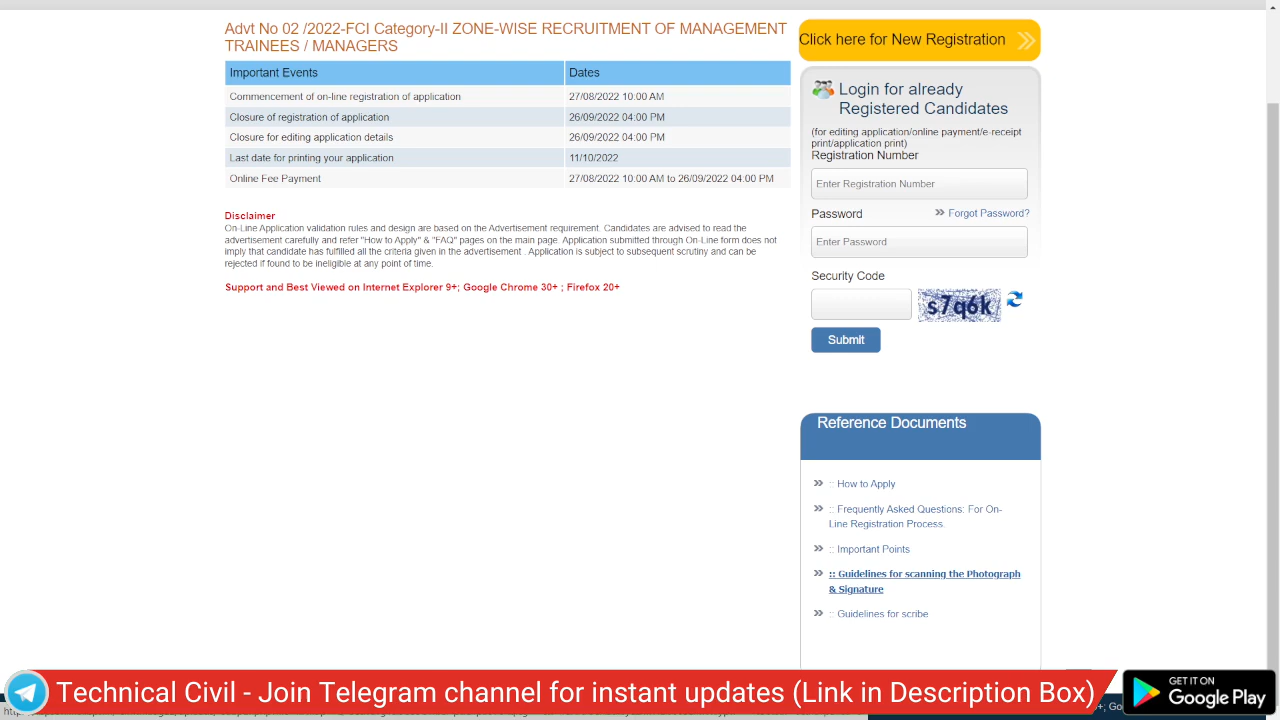 Advt No 02 /2022-FCI Category-II ZONE-WISE RECRUITMENT OF MANAGEMENT
TRAINEES / MANAGERS
Important Events Dates
Commencement of on-line registration of application 27/08/2022 10:00 AM
Closure of registration of application 26/09/2022 04:00 PM
Closure for editing application details 26/09/2022 04:00 PM
Last date for printing your application 11/10/2022
Online Fee Payment 27/08/2022 10:00 AM to 26/09/2022 04:00 PM
Disclaimer
On-Line Application validation rules and design are based on the Advertisement requirement. Candidates are advised to read the
advertisement carefully and refer "How to Apply" & "FAQ" pages on the main page. Application submitted through On-Line form does not
imply that candidate has fulfilled all the criteria given in the advertisement . Application is subject to subsequent scrutiny and can be
rejected if found to be ineligible at any point of time.
Support and Best Viewed on Internet Explorer 9+; Google Chrome 30+ ; Firefox 20+
Click here for New Registration
Login for already
Registered Candidates
(for editing application/online payment/e-receipt
print/application print)
Registration Number
Enter Registration Number
Password Forgot Password?
Enter Password
Security Code
s7q6k
Submit
Reference Documents
:: How to Apply
:: Frequently Asked Questions: For On-
Line Registration Process.
:: Important Points
:: Guidelines for scanning the Photograph
& Signature
:: Guidelines for scribe
Technical Civil - Join Telegram channel for instant updates (Link in Description Box)
GET IT ON
Google Play